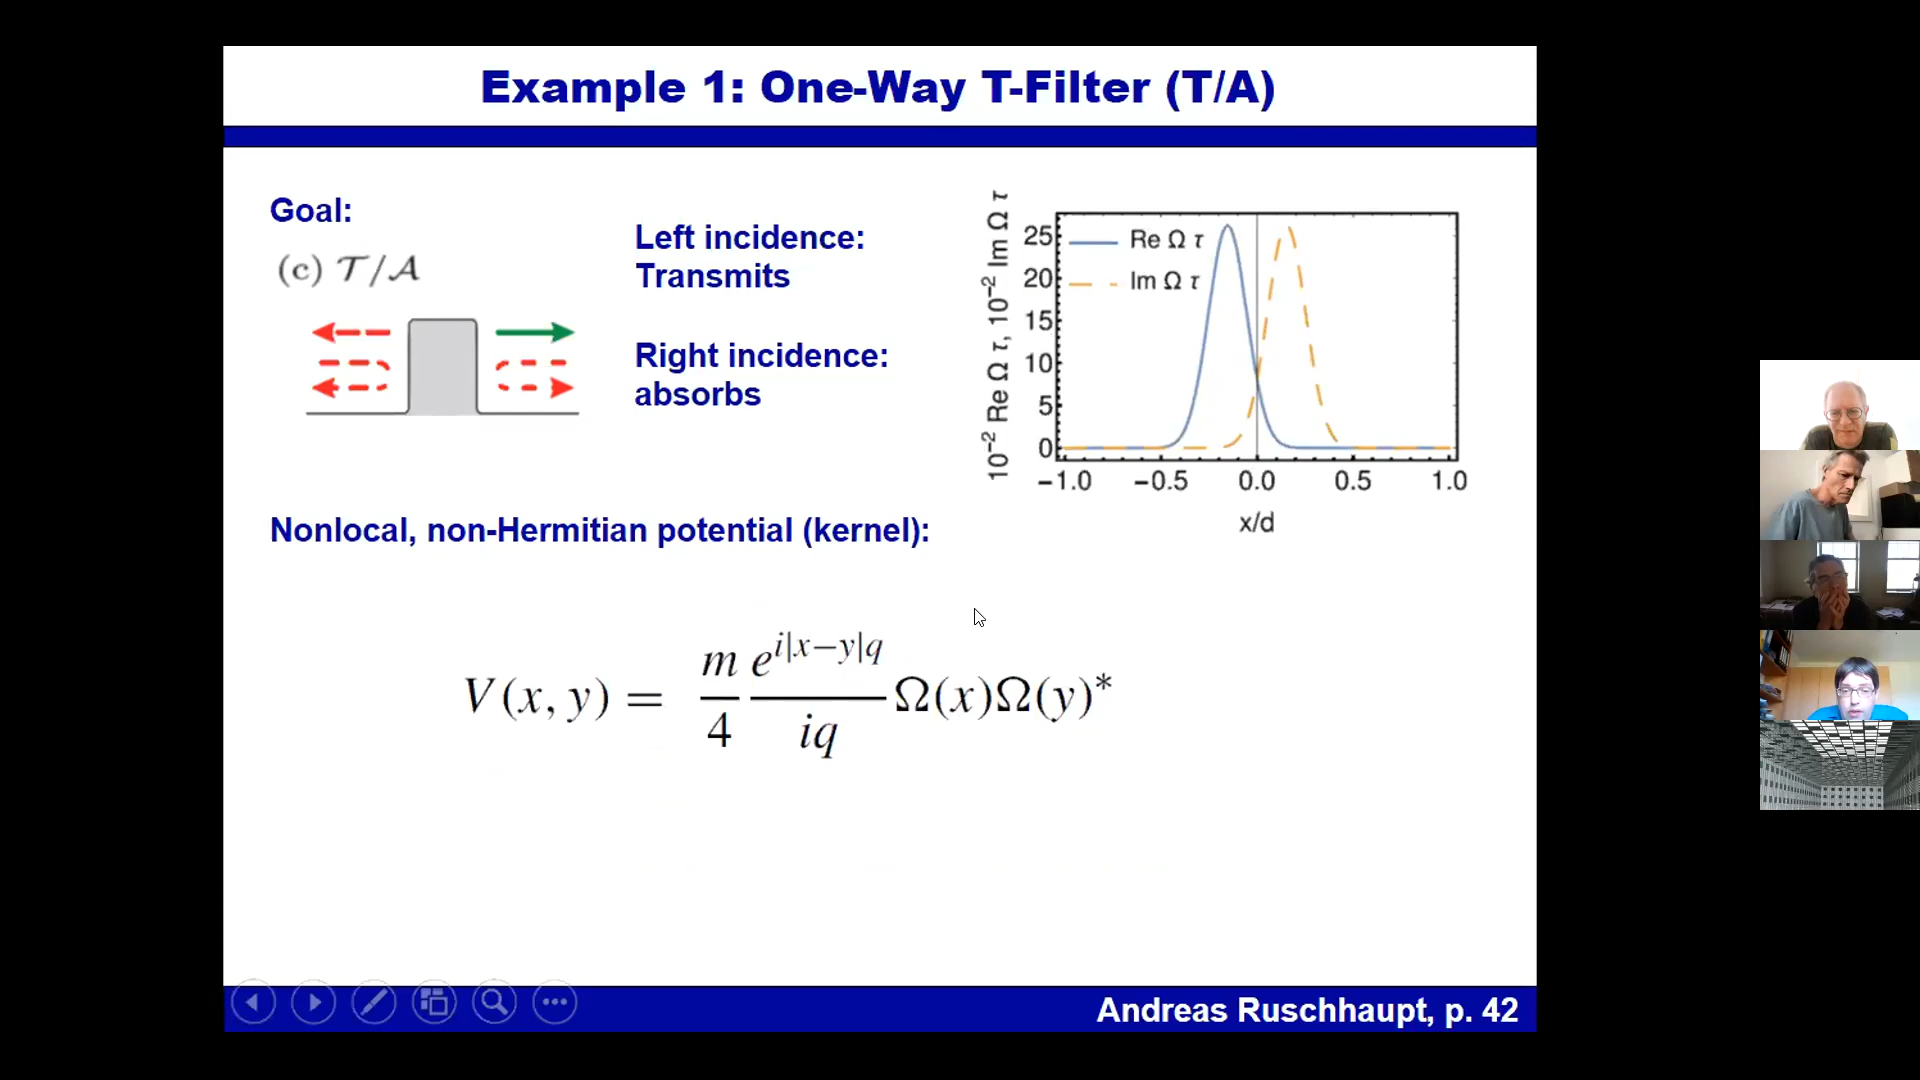 Example 1: One-Way T-Filter (T/A)
Goal:
(c) 𝒯/𝒜
Left incidence:
Transmits
Right incidence:
absorbs
10⁻² Re Ω τ, 10⁻² Im Ω τ
25
20
15
10
5
0
Re Ω τ
Im Ω τ
−1.0 −0.5 0.0 0.5 1.0
x/d
Nonlocal, non-Hermitian potential (kernel):
V(x, y) = m/4 e^{i|x−y|q}/iq Ω(x)Ω(y)*
Andreas Ruschhaupt, p. 42